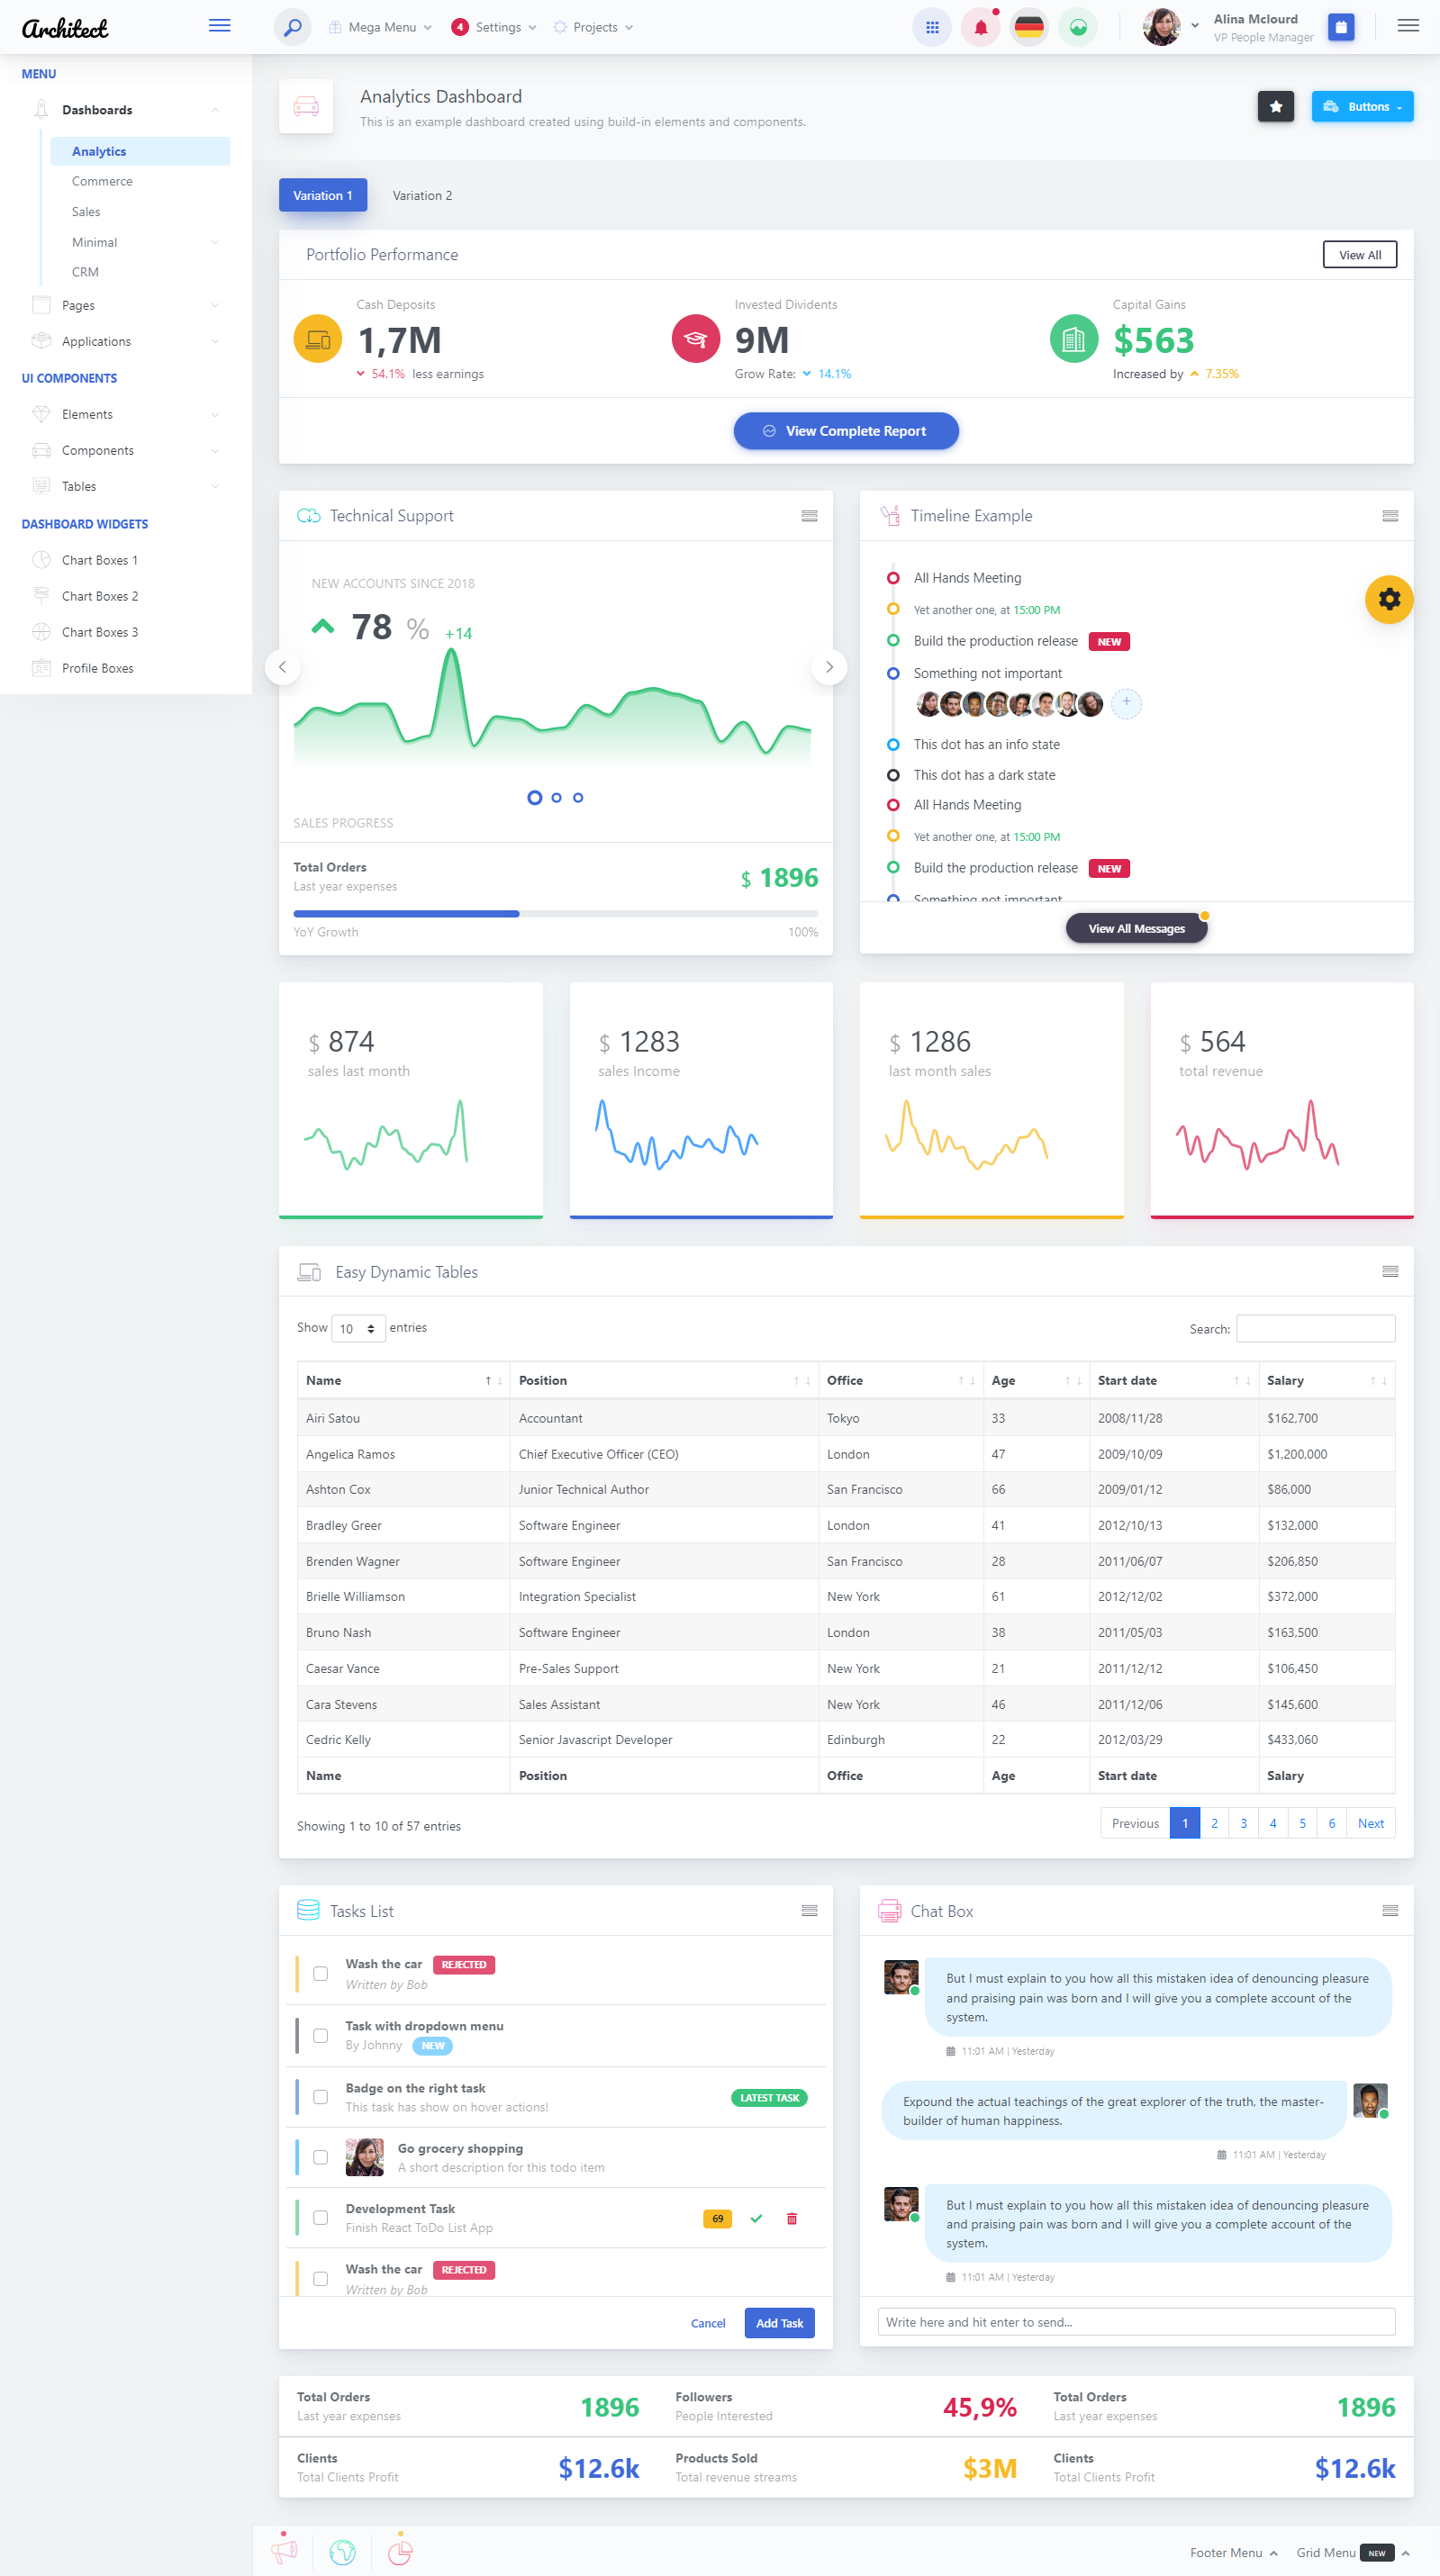 Architect
Mega Menu
4 Settings
Projects
Alina Mclourd
VP People Manager
MENU
Dashboards
Analytics
Commerce
Sales
Minimal
CRM
Pages
Applications
UI COMPONENTS
Elements
Components
Tables
DASHBOARD WIDGETS
Chart Boxes 1
Chart Boxes 2
Chart Boxes 3
Profile Boxes
Analytics Dashboard
This is an example dashboard created using build-in elements and components.
Buttons
Variation 1 Variation 2
Portfolio Performance
View All
Cash Deposits
1,7M
54.1% less earnings
Invested Dividents
9M
Grow Rate: 14.1%
Capital Gains
$563
Increased by 7.35%
View Complete Report
Technical Support
NEW ACCOUNTS SINCE 2018
78 % +14
SALES PROGRESS
Total Orders
Last year expenses
$ 1896
YoY Growth 100%
Timeline Example
All Hands Meeting
Yet another one, at 15:00 PM
Build the production release NEW
Something not important
+
This dot has an info state
This dot has a dark state
All Hands Meeting
Yet another one, at 15:00 PM
Build the production release NEW
Something not important
View All Messages
$ 874
sales last month
$ 1283
sales Income
$ 1286
last month sales
$ 564
total revenue
Easy Dynamic Tables
Show 10 entries
Search:
Name Position Office Age Start date Salary
Airi Satou Accountant Tokyo 33 2008/11/28 $162,700
Angelica Ramos Chief Executive Officer (CEO) London 47 2009/10/09 $1,200,000
Ashton Cox Junior Technical Author San Francisco 66 2009/01/12 $86,000
Bradley Greer Software Engineer London 41 2012/10/13 $132,000
Brenden Wagner Software Engineer San Francisco 28 2011/06/07 $206,850
Brielle Williamson Integration Specialist New York 61 2012/12/02 $372,000
Bruno Nash Software Engineer London 38 2011/05/03 $163,500
Caesar Vance Pre-Sales Support New York 21 2011/12/12 $106,450
Cara Stevens Sales Assistant New York 46 2011/12/06 $145,600
Cedric Kelly Senior Javascript Developer Edinburgh 22 2012/03/29 $433,060
Name Position Office Age Start date Salary
Showing 1 to 10 of 57 entries
Previous 1 2 3 4 5 6 Next
Tasks List
Wash the car REJECTED
Written by Bob
Task with dropdown menu
By Johnny NEW
Badge on the right task
This task has show on hover actions!
LATEST TASK
Go grocery shopping
A short description for this todo item
Development Task
Finish React ToDo List App
69
Wash the car REJECTED
Written by Bob
Cancel Add Task
Chat Box
But I must explain to you how all this mistaken idea of denouncing pleasure
and praising pain was born and I will give you a complete account of the
system.
11:01 AM | Yesterday
Expound the actual teachings of the great explorer of the truth, the master-
builder of human happiness.
11:01 AM | Yesterday
But I must explain to you how all this mistaken idea of denouncing pleasure
and praising pain was born and I will give you a complete account of the
system.
11:01 AM | Yesterday
Write here and hit enter to send...
Total Orders
Last year expenses
1896
Followers
People Interested
45,9%
Total Orders
Last year expenses
1896
Clients
Total Clients Profit
$12.6k
Products Sold
Total revenue streams
$3M
Clients
Total Clients Profit
$12.6k
Footer Menu
Grid Menu NEW